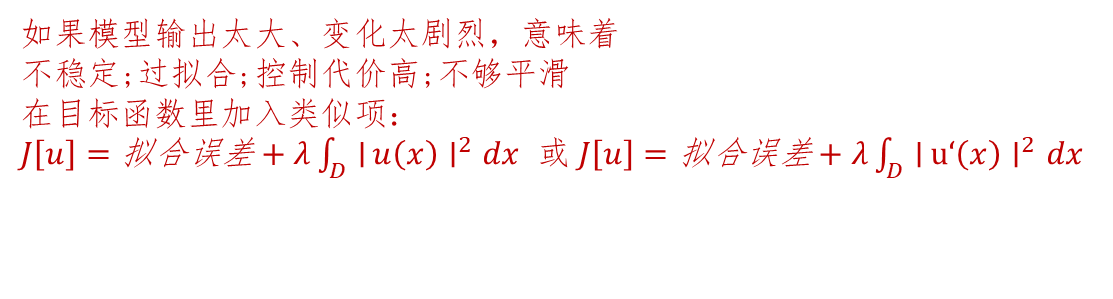 如果模型输出太大、变化太剧烈，意味着
不稳定;过拟合;控制代价高;不够平滑
在目标函数里加入类似项：
J[u] = 拟合误差 + λ∫_D |u(x)|² dx 或 J[u] = 拟合误差 + λ∫_D |u‘(x)|² dx